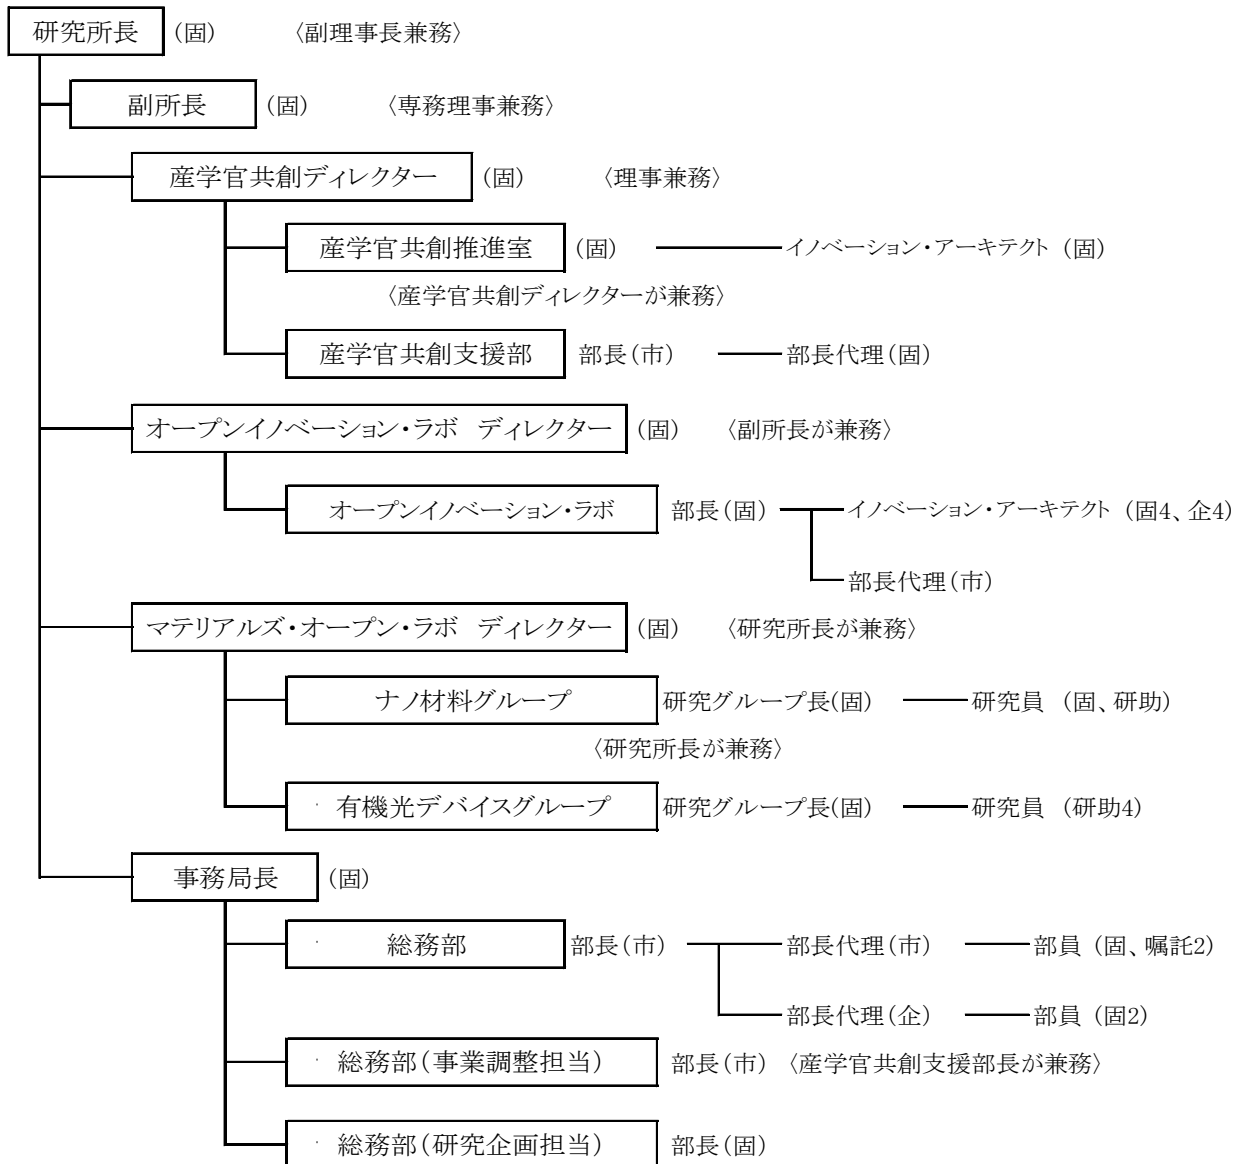 研究所長 (固) 〈副理事長兼務〉
副所長 (固) 〈専務理事兼務〉
産学官共創ディレクター (固) 〈理事兼務〉
産学官共創推進室 (固) イノベーション・アーキテクト (固)
〈産学官共創ディレクターが兼務〉
産学官共創支援部 部長(市) 部長代理(固)
オープンイノベーション・ラボ ディレクター (固) 〈副所長が兼務〉
オープンイノベーション・ラボ 部長(固) イノベーション・アーキテクト (固4、企4)
部長代理(市)
マテリアルズ・オープン・ラボ ディレクター (固) 〈研究所長が兼務〉
ナノ材料グループ 研究グループ長(固) 研究員 (固、研助)
〈研究所長が兼務〉
有機光デバイスグループ 研究グループ長(固) 研究員 (研助4)
事務局長 (固)
総務部 部長(市) 部長代理(市) 部員 (固、嘱託2)
部長代理(企) 部員 (固2)
総務部(事業調整担当) 部長(市) 〈産学官共創支援部長が兼務〉
総務部(研究企画担当) 部長(固)